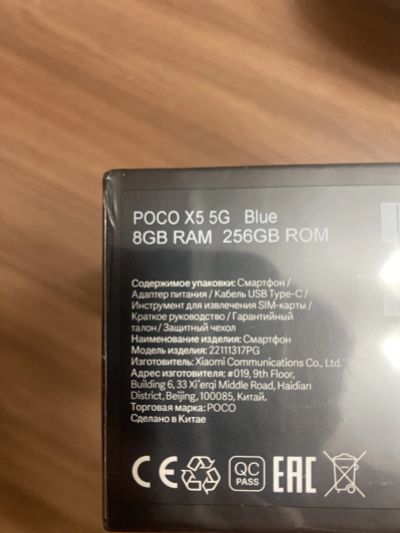 POCO X5 5G Blue
8GB RAM 256GB ROM
Содержимое упаковки: Смартфон /
Адаптер питания / Кабель USB Type-C /
Инструмент для извлечения SIM-карты /
Краткое руководство / Гарантийный
талон / Защитный чехол
Наименование изделия: Смартфон
Модель изделия: 22111317PG
Изготовитель: Xiaomi Communications Co., Ltd.
Адрес изготовителя: #019, 9th Floor,
Building 6, 33 Xi'erqi Middle Road, Haidian
District, Beijing, 100085, Китай.
Торговая марка: POCO
Сделано в Китае
CE QC PASS EAC